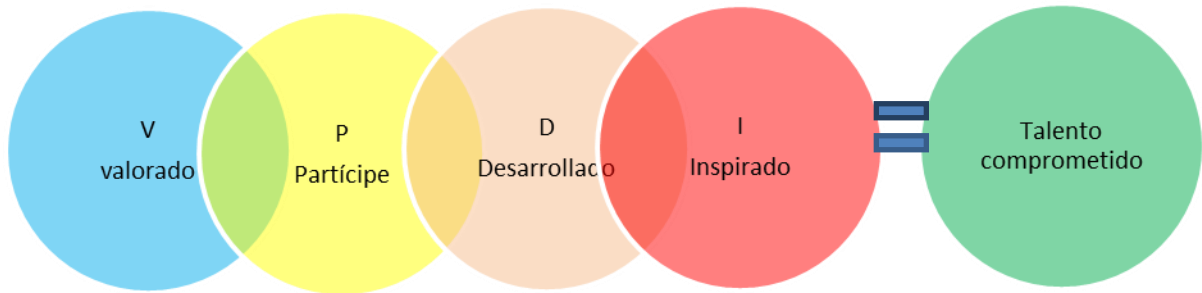 V
valorado
P
Partícipe
D
Desarrollado
I
Inspirado
Talento
comprometido